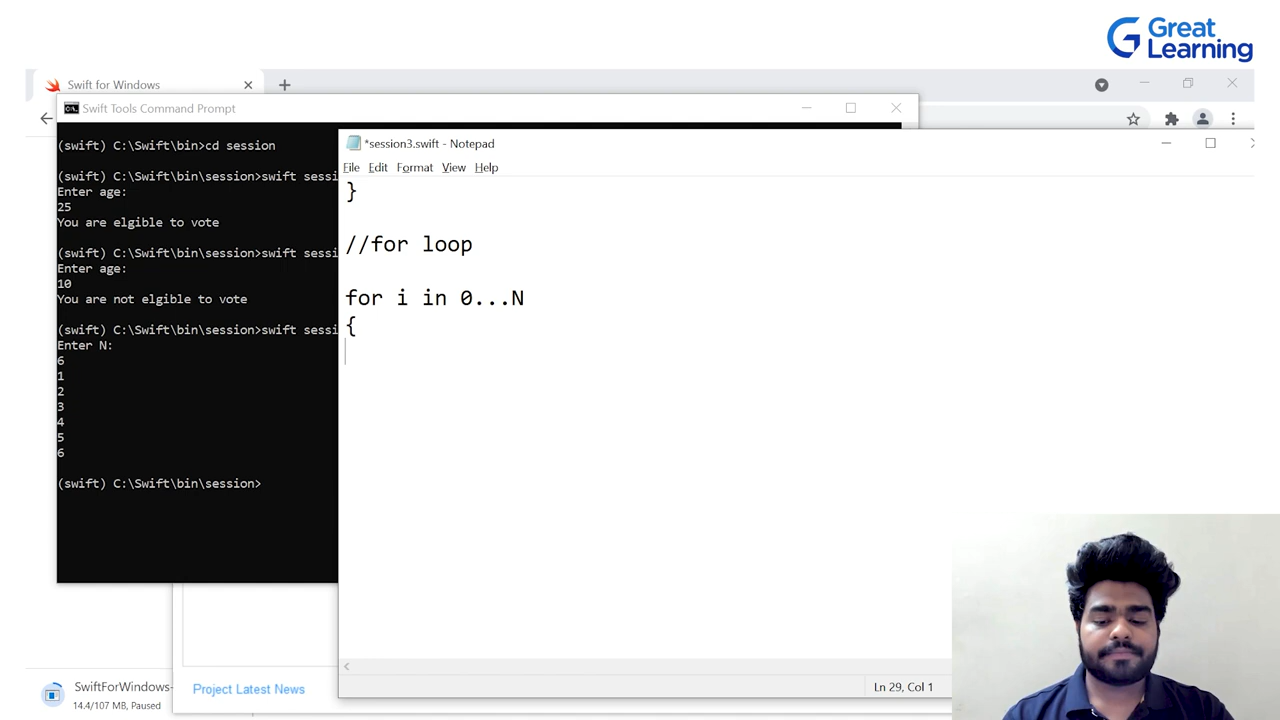 Great
Learning
Swift for Windows
Swift Tools Command Prompt
(swift) C:\Swift\bin>cd session
(swift) C:\Swift\bin\session>swift sessi
Enter age:
25
You are elgible to vote
(swift) C:\Swift\bin\session>swift sessi
Enter age:
10
You are not elgible to vote
(swift) C:\Swift\bin\session>swift sessi
Enter N:
6
1
2
3
4
5
6
(swift) C:\Swift\bin\session>
*session3.swift - Notepad
File Edit Format View Help
}
//for loop
for i in 0...N
{
Ln 29, Col 1
Project Latest News
SwiftForWindows-
14.4/107 MB, Paused